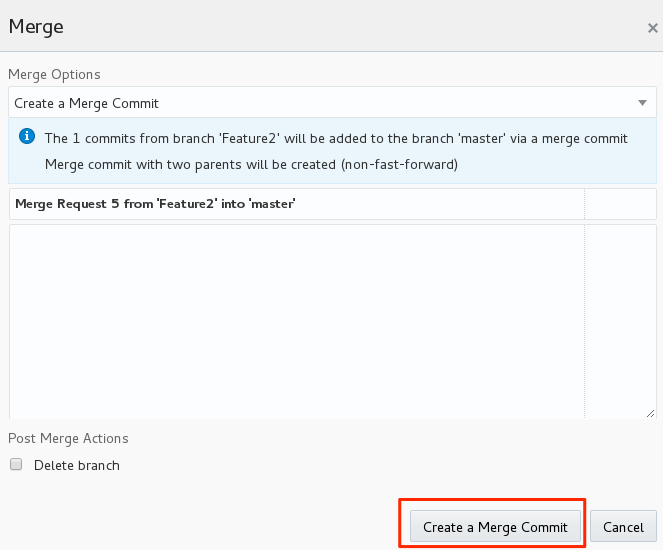 Merge
×
Merge Options
Create a Merge Commit
The 1 commits from branch 'Feature2' will be added to the branch 'master' via a merge commit
Merge commit with two parents will be created (non-fast-forward)
Merge Request 5 from 'Feature2' into 'master'
Post Merge Actions
Delete branch
Create a Merge Commit
Cancel